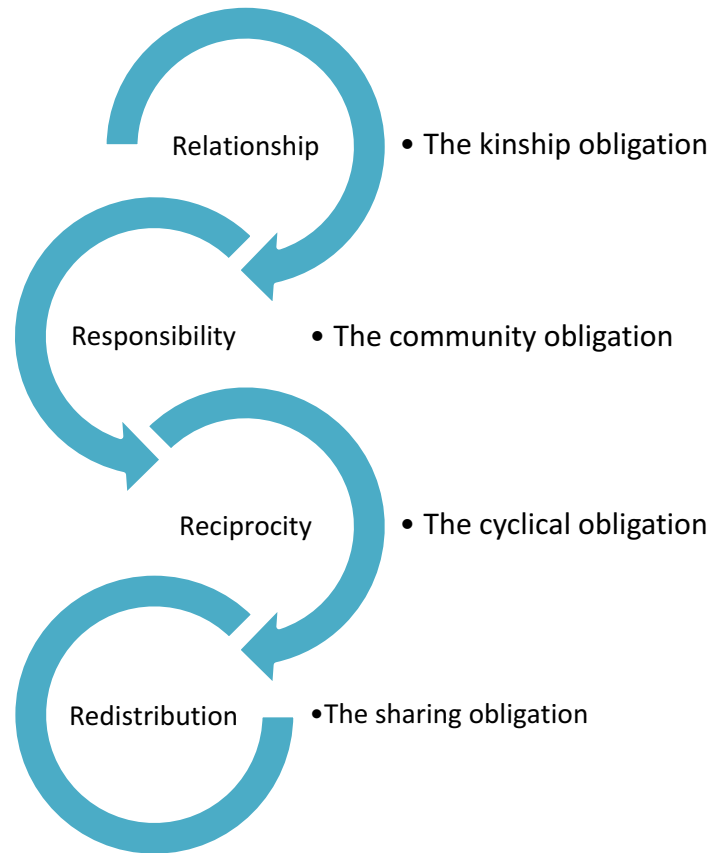 Relationship • The kinship obligation
Responsibility • The community obligation
Reciprocity • The cyclical obligation
Redistribution •The sharing obligation